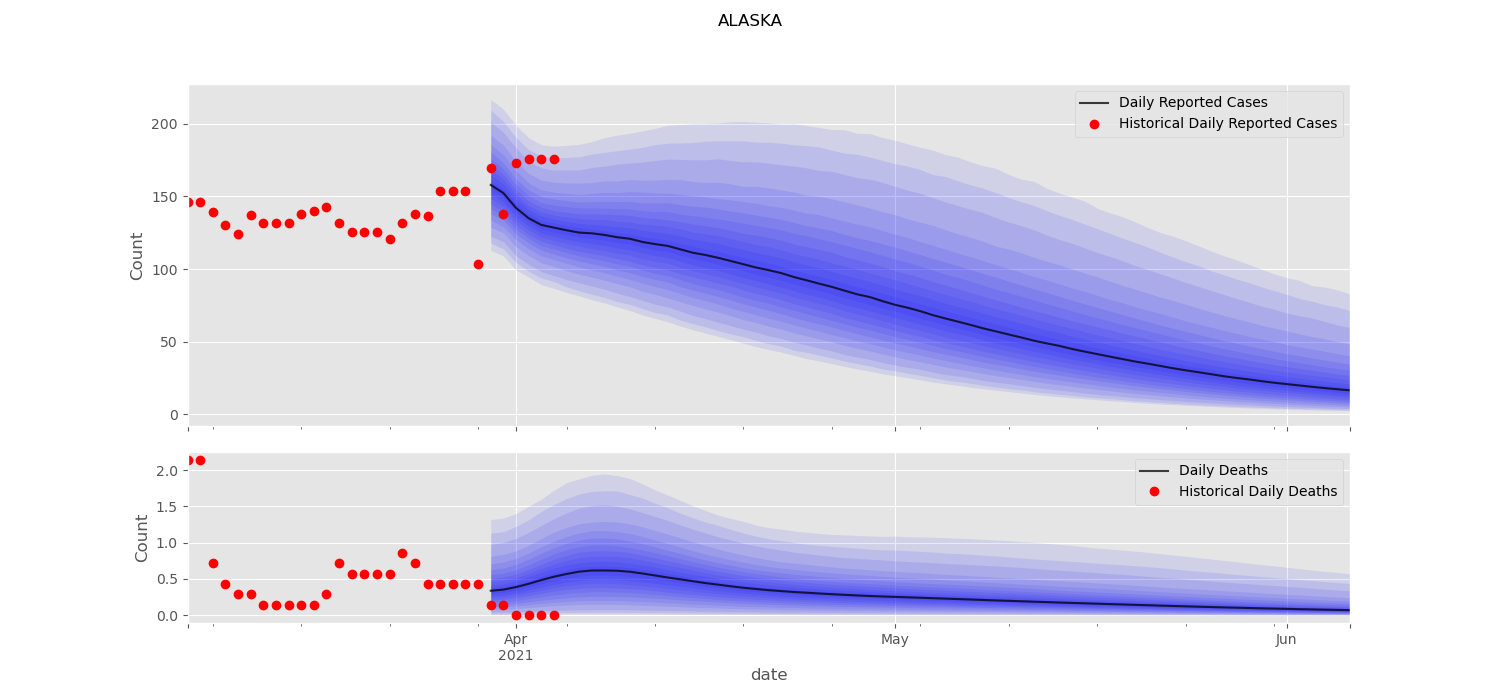 ALASKA
Daily Reported Cases
Historical Daily Reported Cases
200
150
100
50
0
Count
Daily Deaths
Historical Daily Deaths
2.0
1.5
1.0
0.5
0.0
Count
Apr
2021
May
Jun
date